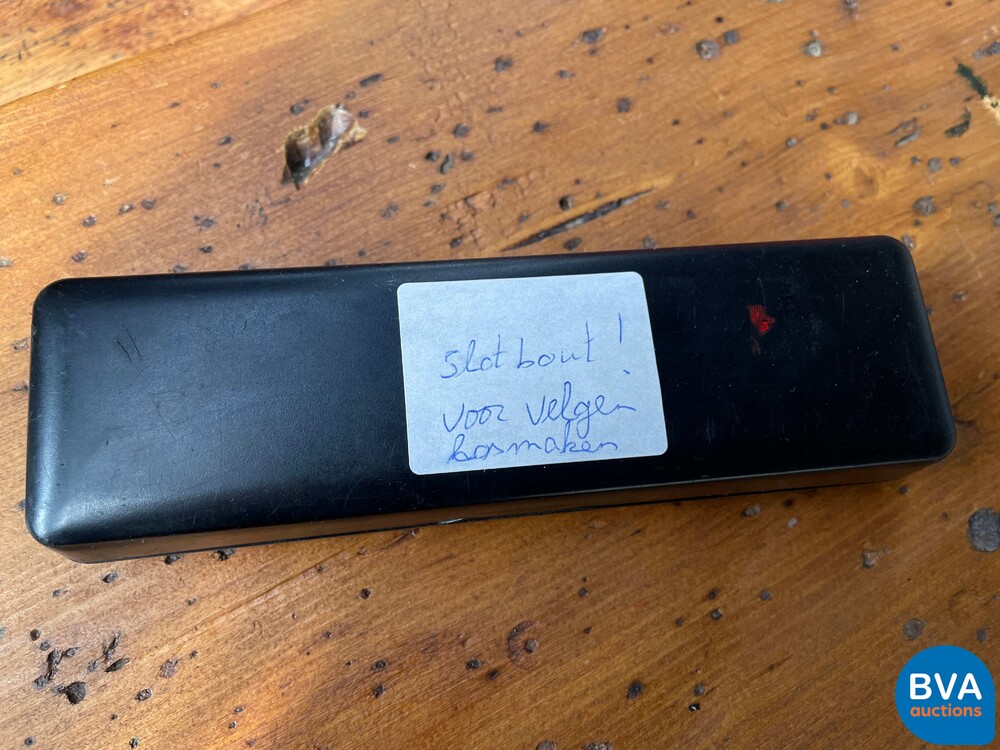 slotbout!
voor velgen
losmaken
BVA
auctions